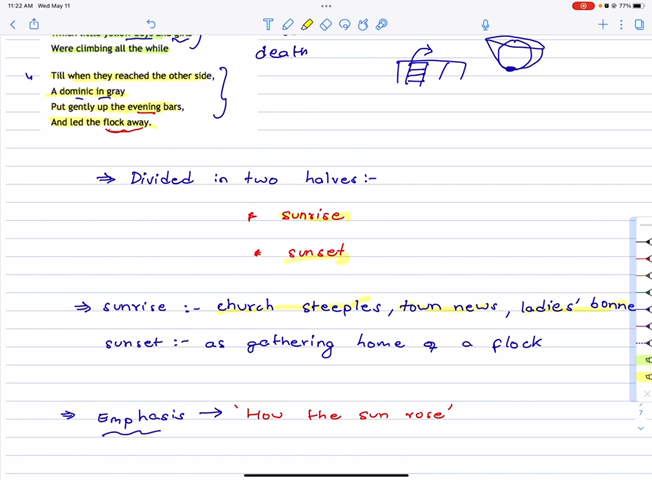 11:22 AM Wed May 11
77%
Were climbing all the while
death
Till when they reached the other side,
A dominic in gray
Put gently up the evening bars,
And led the flock away.
⇒ Divided in two halves:-
* sunrise
* sunset
⇒ sunrise :- church steeples, town news, ladies' bonne
sunset :- as gathering home of a flock
⇒ Emphasis → 'How the sun rose'
7